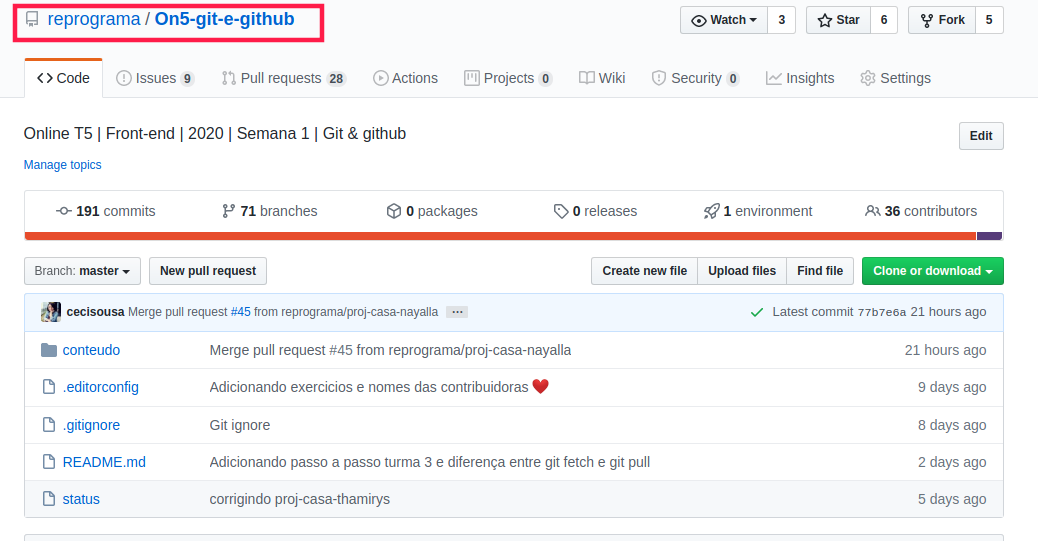 reprograma / On5-git-e-github
Watch 3 Star 6 Fork 5
Code Issues 9 Pull requests 28 Actions Projects 0 Wiki Security 0 Insights Settings
Online T5 | Front-end | 2020 | Semana 1 | Git & github Edit
Manage topics
191 commits 71 branches 0 packages 0 releases 1 environment 36 contributors
Branch: master New pull request Create new file Upload files Find file Clone or download
cecisousa Merge pull request #45 from reprograma/proj-casa-nayalla ... Latest commit 77b7e6a 21 hours ago
conteudo Merge pull request #45 from reprograma/proj-casa-nayalla 21 hours ago
.editorconfig Adicionando exercicios e nomes das contribuidoras ❤️ 9 days ago
.gitignore Git ignore 8 days ago
README.md Adicionando passo a passo turma 3 e diferença entre git fetch e git pull 2 days ago
status corrigindo proj-casa-thamirys 5 days ago